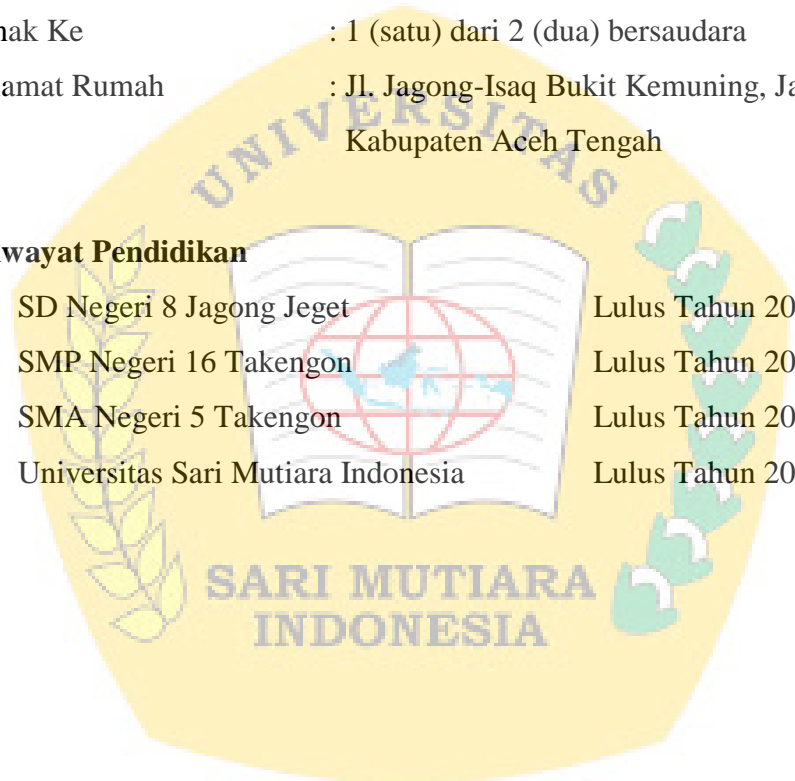 nak Ke : 1 (satu) dari 2 (dua) bersaudara
amat Rumah : Jl. Jagong-Isaq Bukit Kemuning, Ja
Kabupaten Aceh Tengah
UNIVERSITAS
wayat Pendidikan
SD Negeri 8 Jagong Jeget Lulus Tahun 20
SMP Negeri 16 Takengon Lulus Tahun 20
SMA Negeri 5 Takengon Lulus Tahun 20
Universitas Sari Mutiara Indonesia Lulus Tahun 20
SARI MUTIARA
INDONESIA